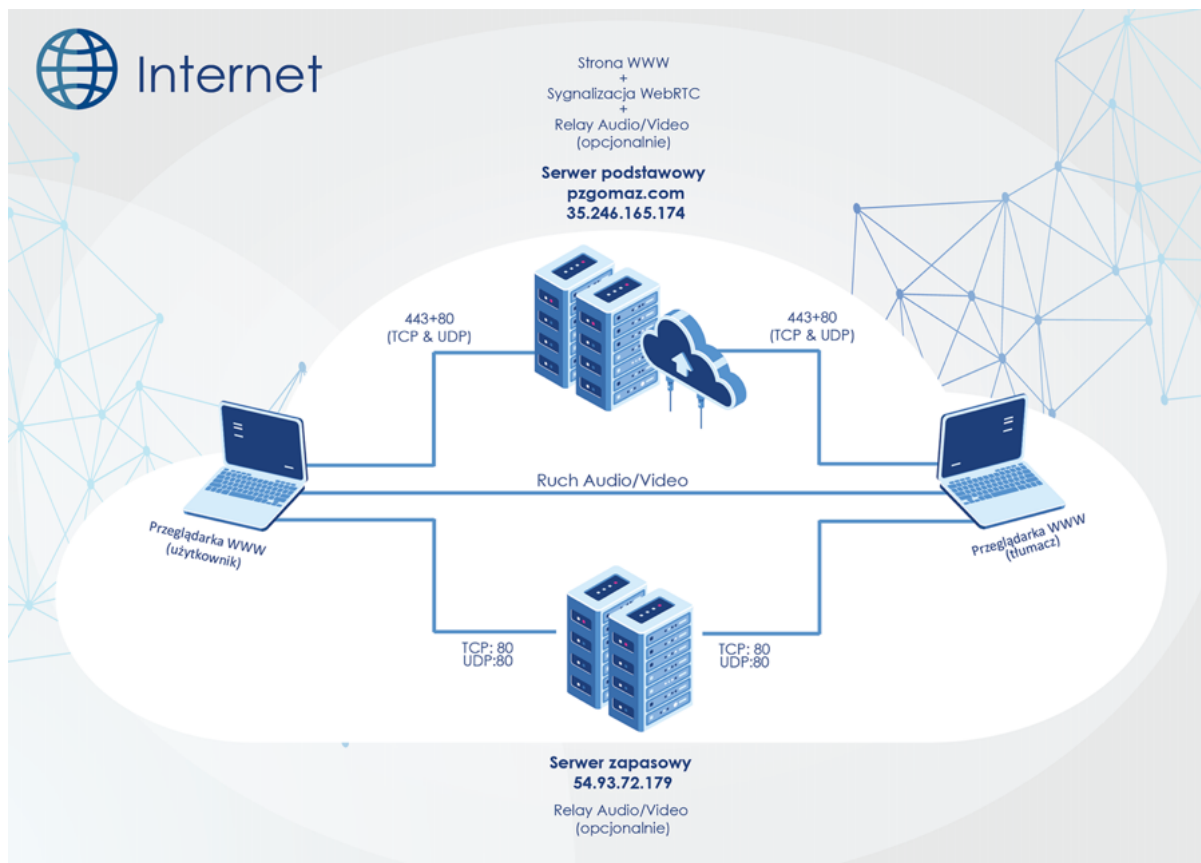 Internet
Strona WWW
+
Sygnalizacja WebRTC
+
Relay Audio/Video
(opcjonalnie)
Serwer podstawowy
pzgomaz.com
35.246.165.174
443+80
(TCP & UDP)
443+80
(TCP & UDP)
Ruch Audio/Video
Przeglądarka WWW
(użytkownik)
Przeglądarka WWW
(tłumacz)
TCP: 80
UDP:80
TCP: 80
UDP:80
Serwer zapasowy
54.93.72.179
Relay Audio/Video
(opcjonalnie)